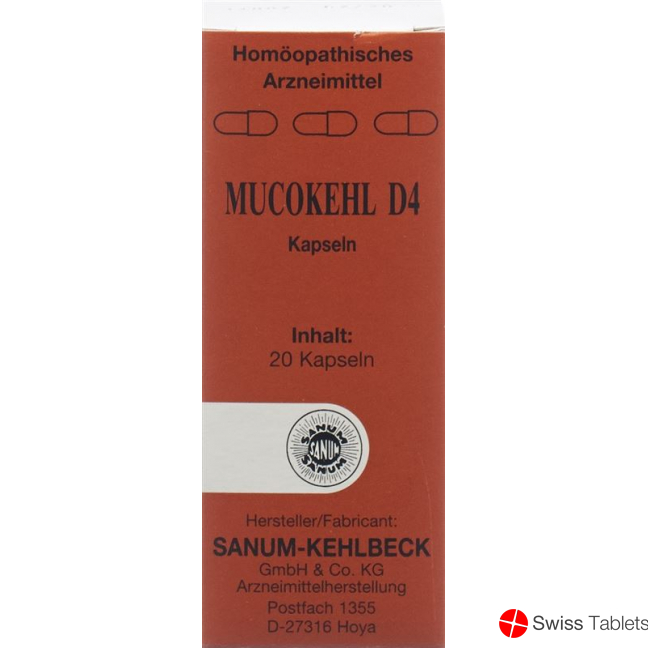 Homöopathisches
Arzneimittel
MUCOKEHL D4
Kapseln
Inhalt:
20 Kapseln
SANUM
SANUM
SANUM
Hersteller/Fabricant:
SANUM-KEHLBECK
GmbH & Co. KG
Arzneimittelherstellung
Postfach 1355
D-27316 Hoya
Swiss Tablets